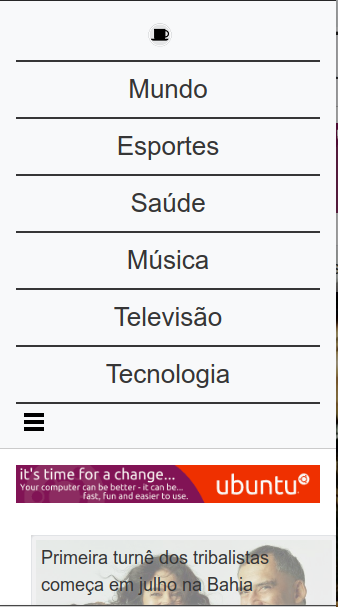 Mundo
Esportes
Saúde
Música
Televisão
Tecnologia
it's time for a change...
Your computer can be better - it can be...
fast, fun and easier to use.
ubuntu
Primeira turnê dos tribalistas
começa em julho na Bahia